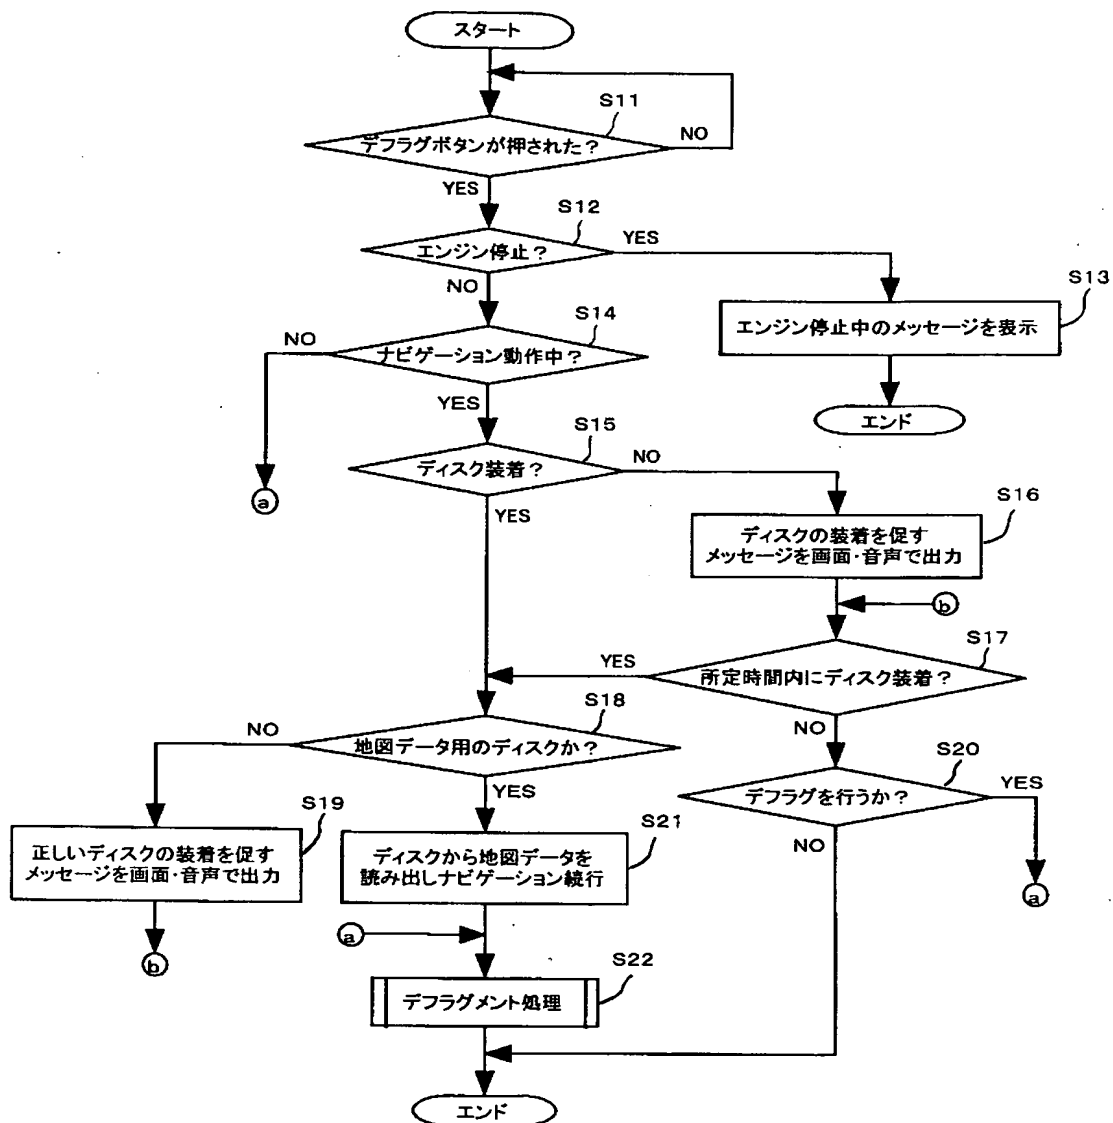 スタート
S11
デフラグボタンが押された？
NO
YES
S12
エンジン停止？
YES
NO
S13
エンジン停止中のメッセージを表示
エンド
S14
ナビゲーション動作中？
NO
YES
a
S15
ディスク装着？
NO
YES
S16
ディスクの装着を促す
メッセージを画面・音声で出力
b
S17
所定時間内にディスク装着？
YES
NO
S18
地図データ用のディスクか？
NO
YES
S19
正しいディスクの装着を促す
メッセージを画面・音声で出力
b
S20
デフラグを行うか？
YES
NO
a
S21
ディスクから地図データを
読み出しナビゲーション続行
a
S22
デフラグメント処理
エンド